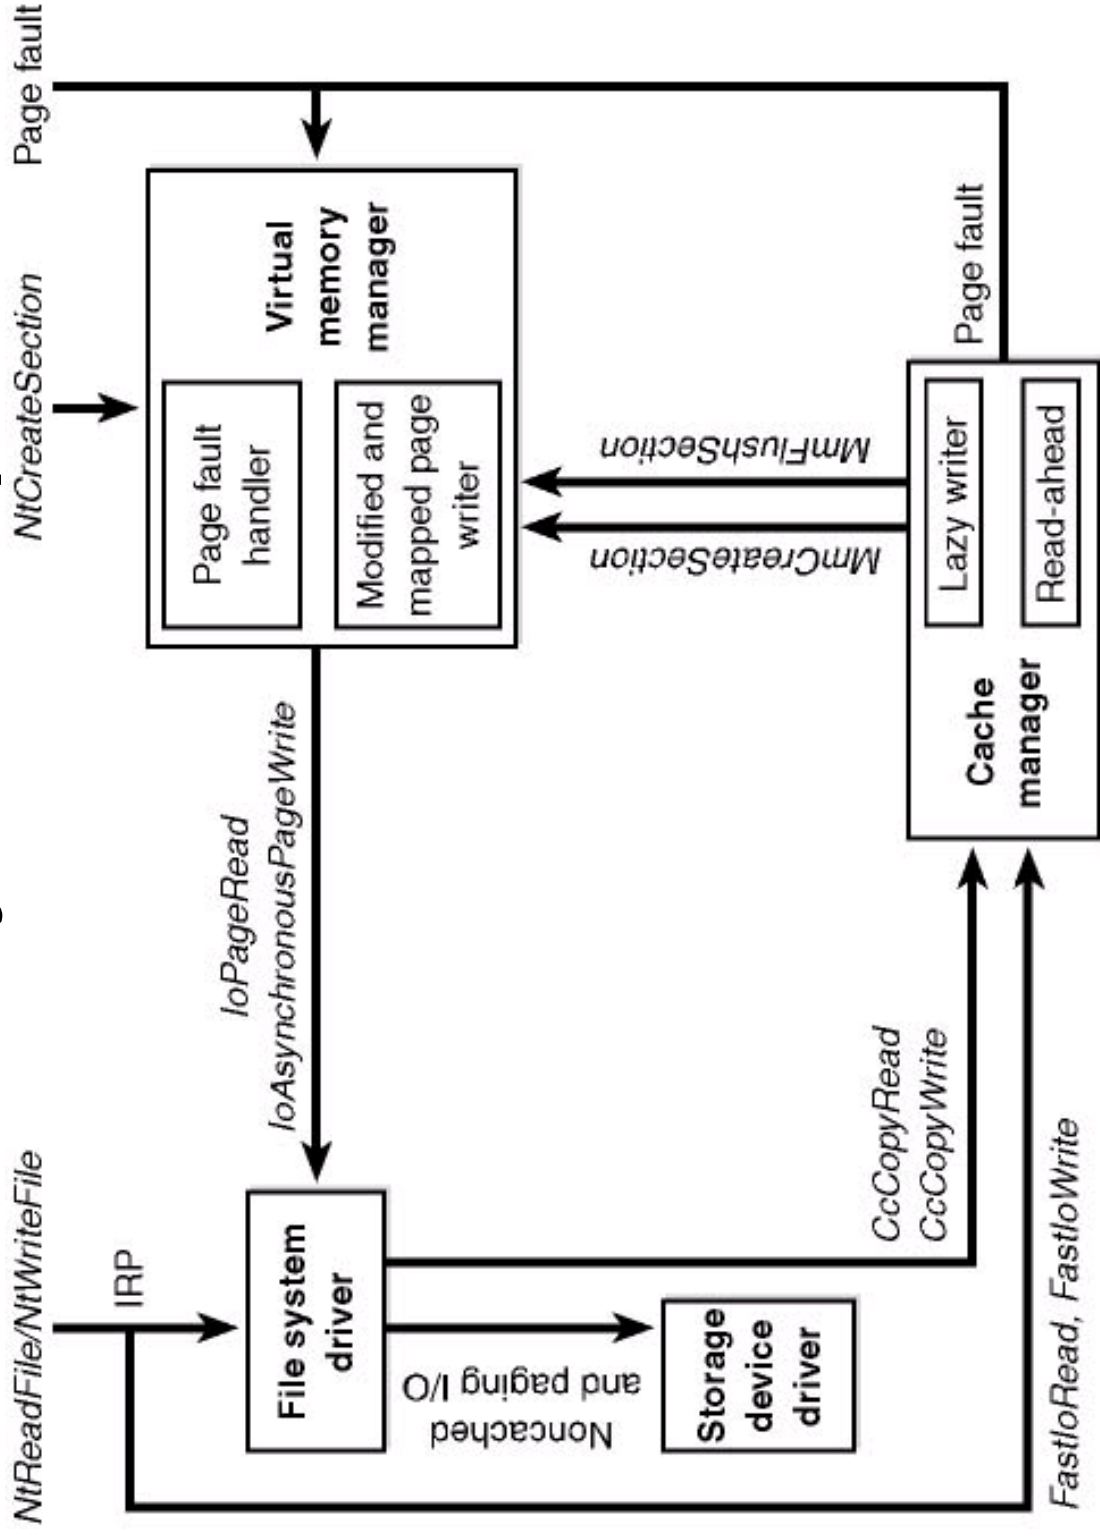 NtReadFile/NtWriteFile
IRP
NtCreateSection
Page fault
File system
driver
IoPageRead
IoAsynchronousPageWrite
Page fault
handler
Modified and
mapped page
writer
Virtual
memory
manager
Noncached
and paging I/O
Storage
device
driver
MmCreateSection
MmFlushSection
CcCopyRead
CcCopyWrite
FastIoRead, FastIoWrite
Cache
manager
Lazy writer
Read-ahead
Page fault